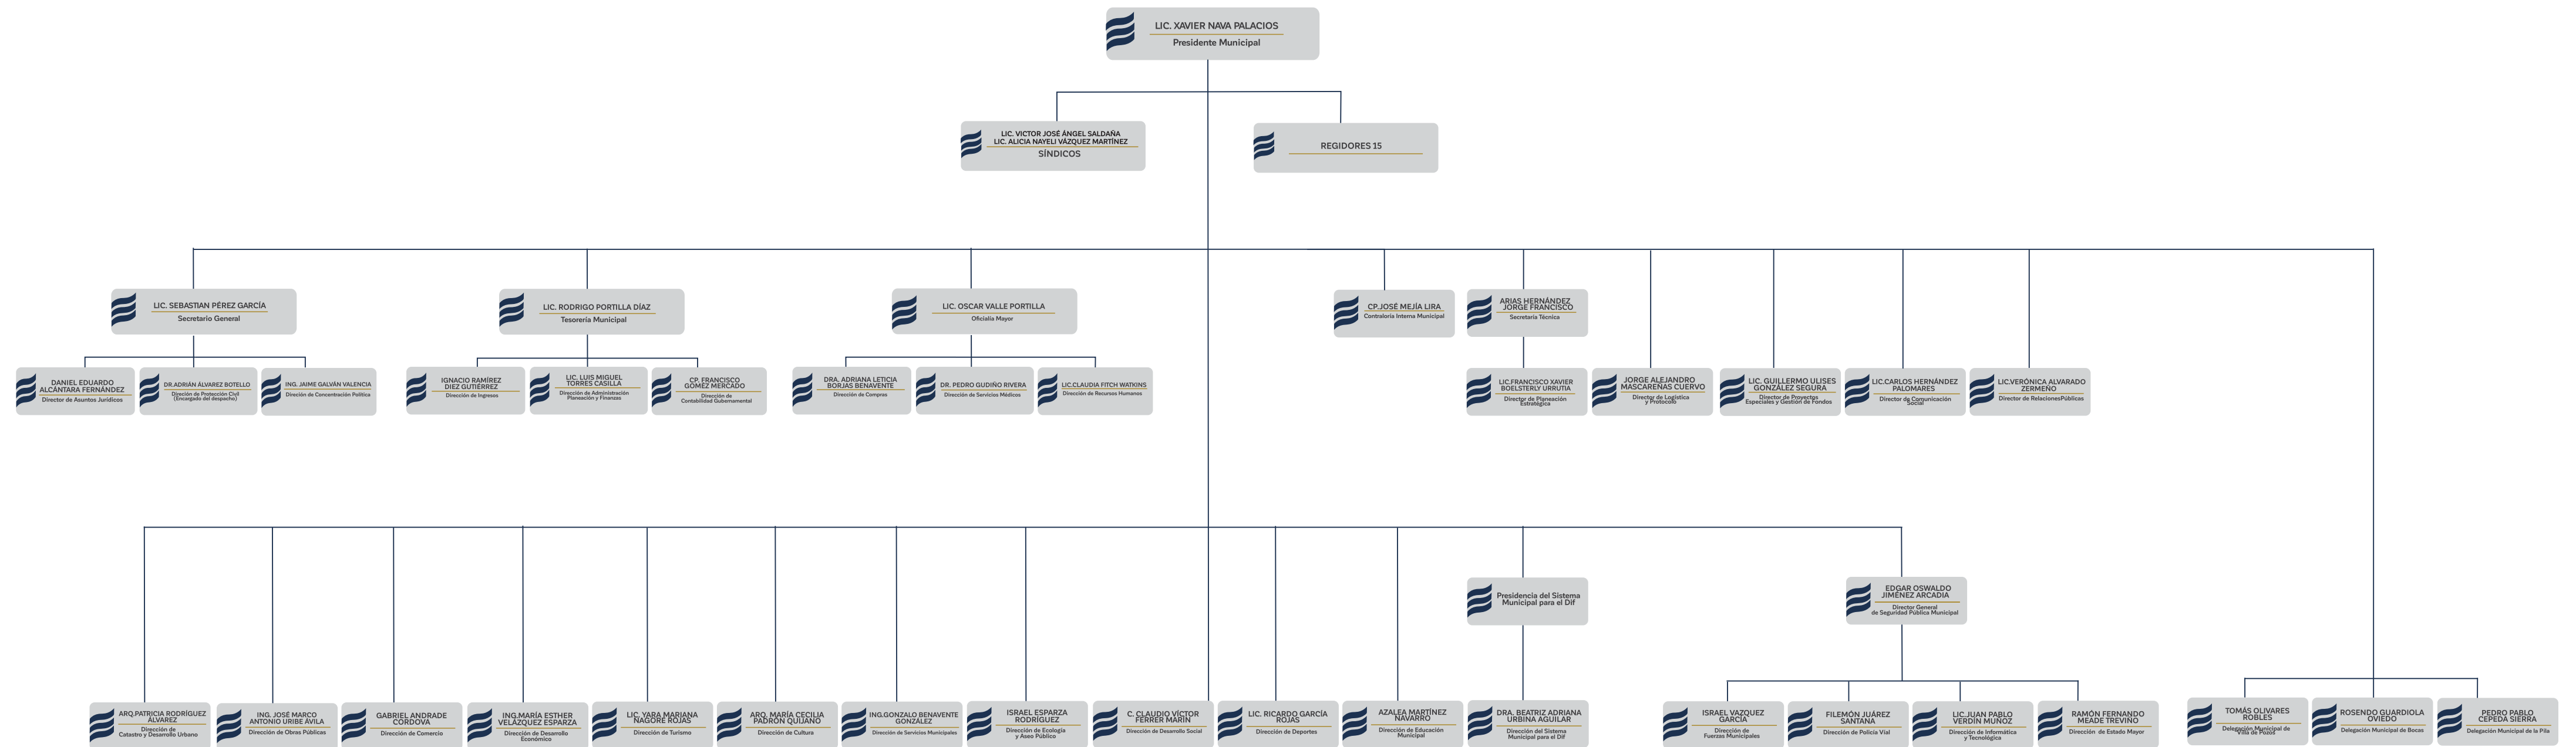 LIC. XAVIER NAVA PALACIOS
Presidente Municipal
LIC. VICTOR JOSÉ ÁNGEL SALDAÑA
LIC. ALICIA NAYELI VÁZQUEZ MARTÍNEZ
SÍNDICOS
REGIDORES 15
LIC. SEBASTIAN PÉREZ GARCÍA
Secretario General
LIC. RODRIGO PORTILLA DÍAZ
Tesorería Municipal
LIC. OSCAR VALLE PORTILLA
Oficialía Mayor
CP.JOSÉ MEJÍA LIRA
Contraloría Interna Municipal
ARIAS HERNÁNDEZ
JORGE FRANCISCO
Secretaría Técnica
DANIEL EDUARDO
ALCÁNTARA FERNÁNDEZ
Director de Asuntos Jurídicos
DR.ADRIÁN ÁLVAREZ BOTELLO
Dirección de Protección Civil
(Encargado del despacho)
ING. JAIME GALVÁN VALENCIA
Dirección de Concentración Política
IGNACIO RAMÍREZ
DIEZ GUTIÉRREZ
Dirección de Ingresos
LIC. LUIS MIGUEL
TORRES CASILLA
Dirección de Administración
Planeación y Finanzas
CP. FRANCISCO
GÓMEZ MERCADO
Dirección de
Contabilidad Gubernamental
DRA. ADRIANA LETICIA
BORJAS BENAVENTE
Dirección de Compras
DR. PEDRO GUDIÑO RIVERA
Dirección de Servicios Médicos
LIC.CLAUDIA FITCH WATKINS
Dirección de Recursos Humanos
LIC.FRANCISCO XAVIER
BOELSTERLY URRUTIA
Director de Planeación
Estratégica
JORGE ALEJANDRO
MASCAREÑAS CUERVO
Director de Logística
y Protocolo
LIC. GUILLERMO ULISES
GONZÁLEZ SEGURA
Director de Proyectos
Especiales y Gestión de Fondos
LIC.CARLOS HERNÁNDEZ
PALOMARES
Director de Comunicación
Social
LIC.VERÓNICA ALVARADO
ZERMEÑO
Director de RelacionesPúblicas
Presidencia del Sistema
Municipal para el Dif
EDGAR OSWALDO
JIMÉNEZ ARCADIA
Director General
de Seguridad Pública Municipal
ARQ.PATRICIA RODRÍGUEZ
ÁLVAREZ
Dirección de
Catastro y Desarrollo Urbano
ING. JOSÉ MARCO
ANTONIO URIBE ÁVILA
Dirección de Obras Públicas
GABRIEL ANDRADE
CÓRDOVA
Dirección de Comercio
ING.MARÍA ESTHER
VELÁZQUEZ ESPARZA
Dirección de Desarrollo
Económico
LIC. YARA MARIANA
NAGORE ROJAS
Dirección de Turismo
ARQ. MARÍA CECILIA
PADRÓN QUIJANO
Dirección de Cultura
ING.GONZALO BENAVENTE
GONZÁLEZ
Dirección de Servicios Municipales
ISRAEL ESPARZA
RODRÍGUEZ
Dirección de Ecología
y Aseo Público
C. CLAUDIO VÍCTOR
FERRER MARÍN
Dirección de Desarrollo Social
LIC. RICARDO GARCÍA
ROJAS
Dirección de Deportes
AZALEA MARTÍNEZ
NAVARRO
Dirección de Educación
Municipal
DRA. BEATRIZ ADRIANA
URBINA AGUILAR
Dirección del Sistema
Municipal para el Dif
ISRAEL VAZQUEZ
GARCÍA
Dirección de
Fuerzas Municipales
FILEMÓN JUÁREZ
SANTANA
Dirección de Policía Vial
LIC.JUAN PABLO
VERDÍN MUÑOZ
Dirección de Informática
y Tecnológica
RAMÓN FERNANDO
MEADE TREVIÑO
Dirección de Estado Mayor
TOMÁS OLIVARES
ROBLES
Delegación Municipal de
Villa de Pozos
ROSENDO GUARDIOLA
OVIEDO
Delegación Municipal de Bocas
PEDRO PABLO
CEPEDA SIERRA
Delegación Municipal de la Pila